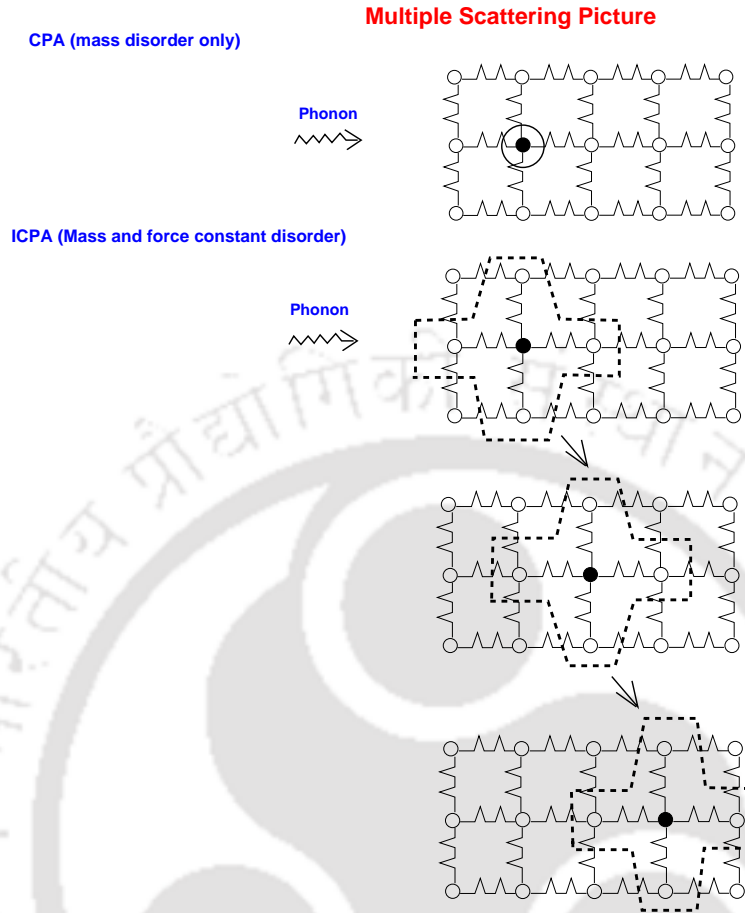 Multiple Scattering Picture
CPA (mass disorder only)
Phonon
ICPA (Mass and force constant disorder)
Phonon